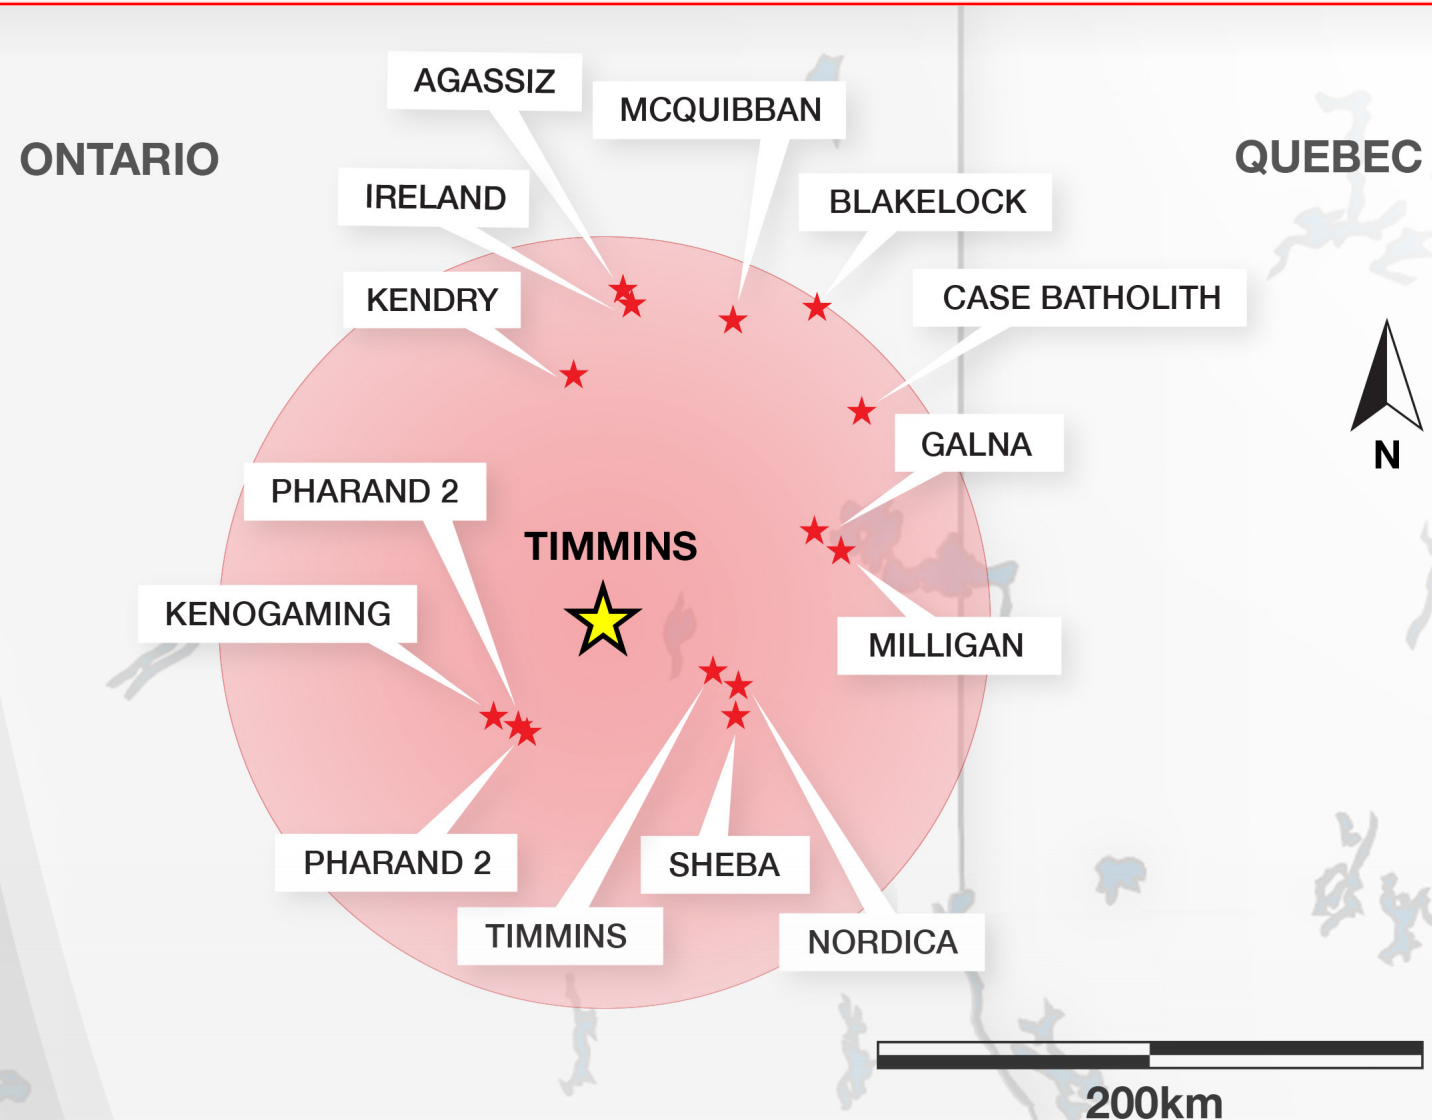 AGASSIZ
MCQUIBBAN
ONTARIO
QUEBEC
IRELAND
BLAKELOCK
KENDRY
CASE BATHOLITH
GALNA
N
PHARAND 2
TIMMINS
KENOGAMING
MILLIGAN
PHARAND 2
SHEBA
TIMMINS
NORDICA
200km